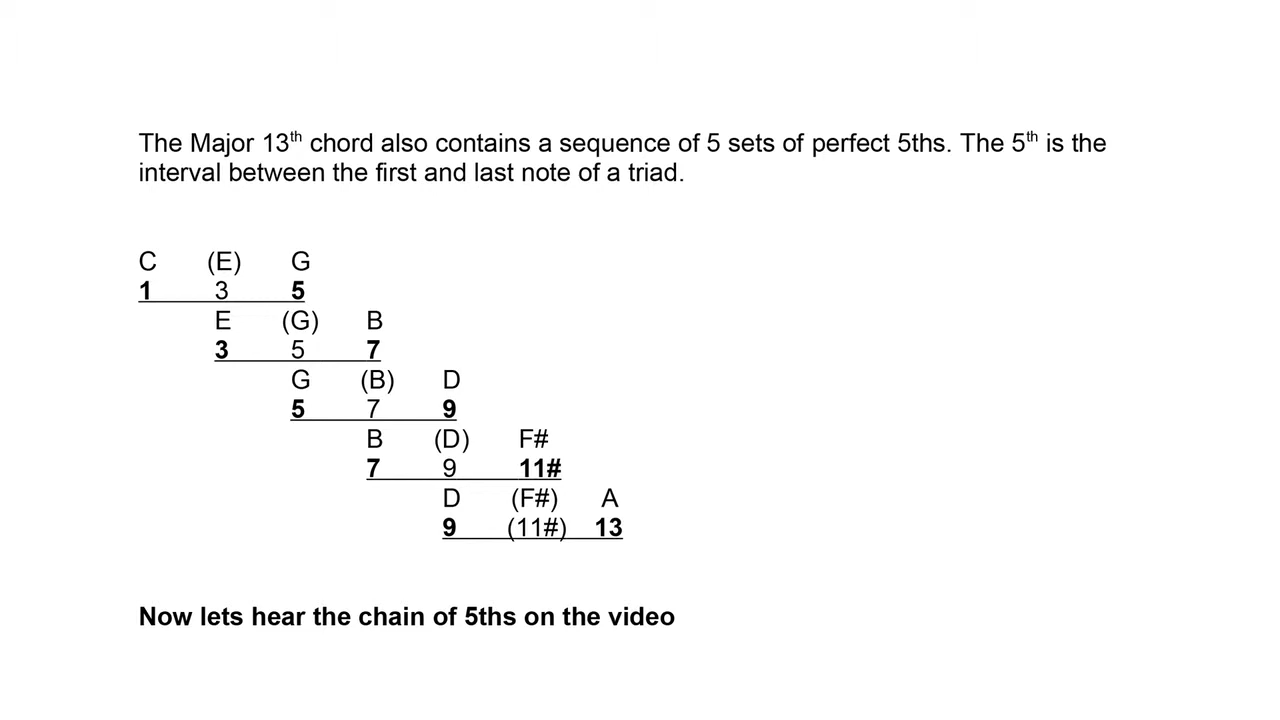 The Major 13th chord also contains a sequence of 5 sets of perfect 5ths. The 5th is the
interval between the first and last note of a triad.
C (E) G
1 3 5
E (G) B
3 5 7
G (B) D
5 7 9
B (D) F#
7 9 11#
D (F#) A
9 (11#) 13
Now lets hear the chain of 5ths on the video